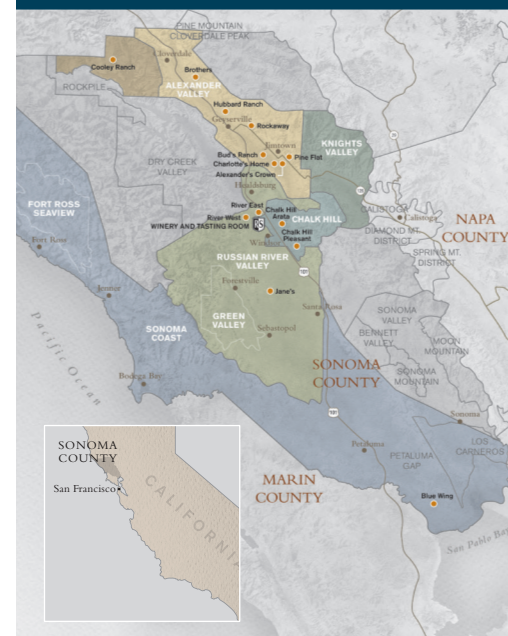 PINE MOUNTAIN
CLOVERDALE PEAK
Cloverdale
Cooley Ranch
Brothers
ROCKPILE
ALEXANDER
VALLEY
Hubbard Ranch
Geyserville
Rockaway
KNIGHTS
VALLEY
Jimtown
Bud's Ranch
Pine Flat
DRY CREEK
VALLEY
Charlotte's Home
Alexander's Crown
Healdsburg
FORT ROSS
SEAVIEW
River East
Chalk Hill
Arata
River West
CHALK HILL
WINERY AND TASTING ROOM
RS
Chalk Hill
Pleasant
Windsor
CALISTOGA
Calistoga
NAPA
COUNTY
DIAMOND MT.
DISTRICT
SPRING MT.
DISTRICT
Fort Ross
RUSSIAN RIVER
VALLEY
101
Forestville
Jenner
Jane's
Santa Rosa
GREEN
VALLEY
SONOMA
VALLEY
Pacific Ocean
SONOMA
COAST
Sebastopol
BENNETT
VALLEY
MOON
MOUNTAIN
SONOMA
COUNTY
SONOMA
MOUNTAIN
Bodega Bay
101
Sonoma
Petaluma
PETALUMA
GAP
LOS
CARNEROS
SONOMA
COUNTY
San Francisco
CALIFORNIA
MARIN
COUNTY
Blue Wing
San Pablo Bay